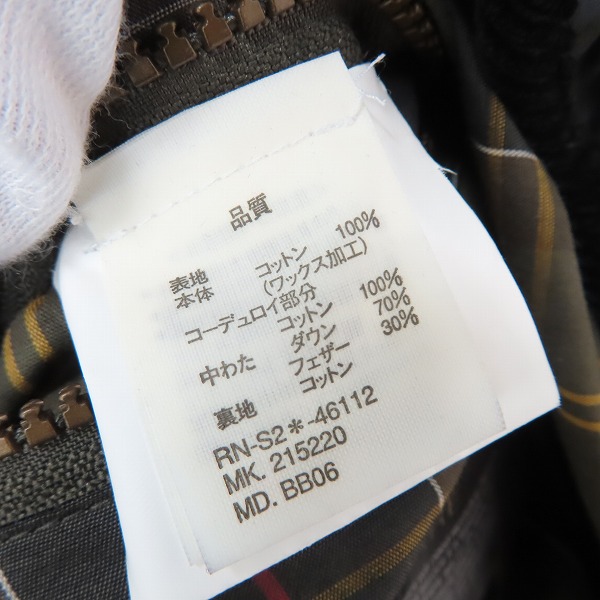 品質
表地 コットン 100%
本体 (ワックス加工)
コーデュロイ部分
コットン 100%
中わた ダウン 70%
フェザー 30%
裏地 コットン
RN-S2*-46112
MK. 215220
MD. BB06